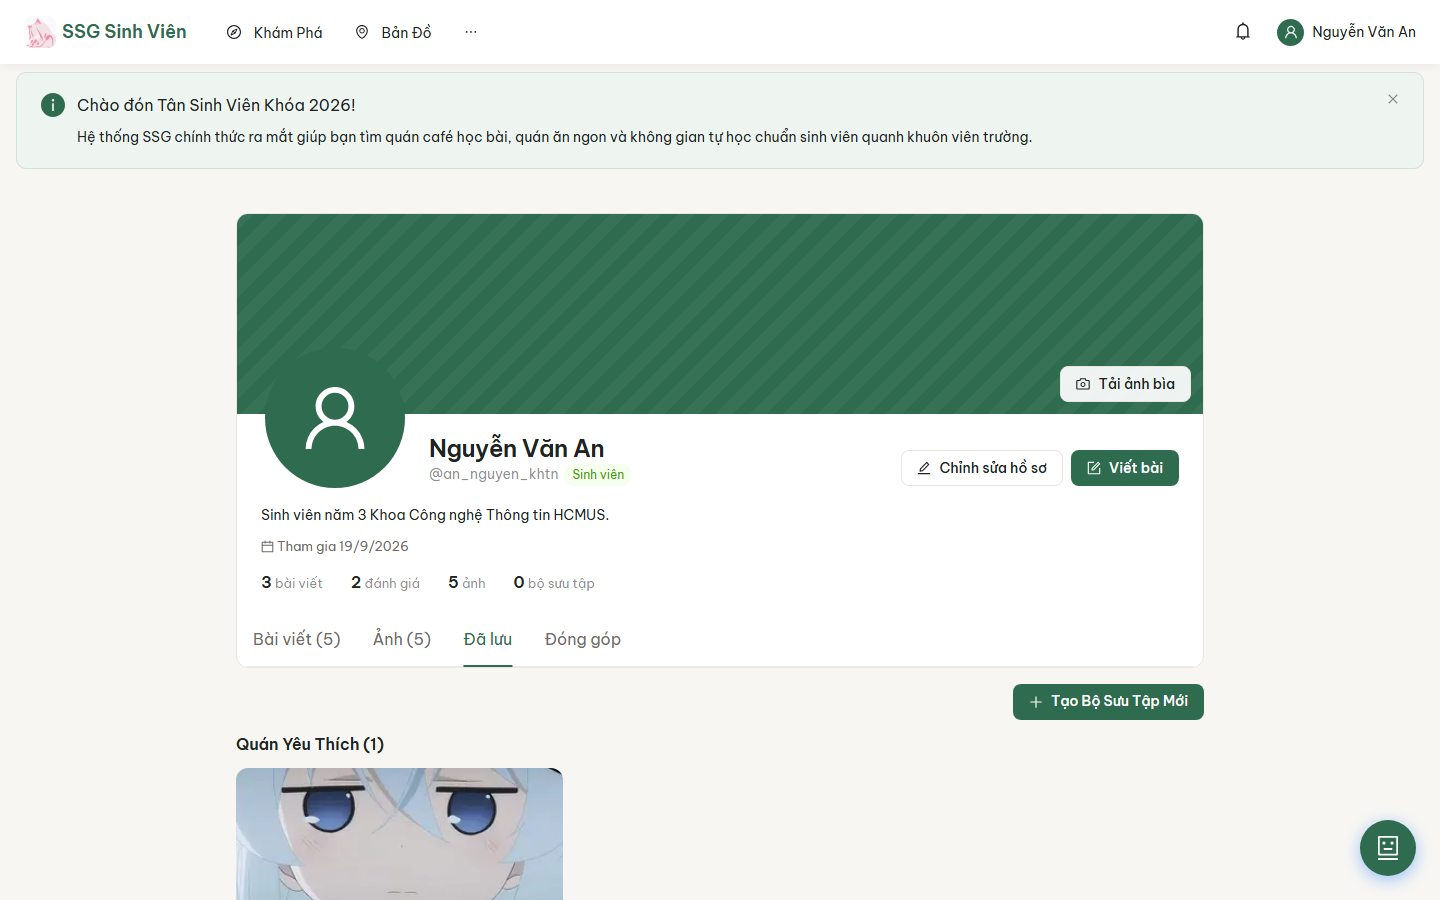 SSG Sinh Viên
Khám Phá
Bản Đồ
···
Nguyễn Văn An
Chào đón Tân Sinh Viên Khóa 2026!
Hệ thống SSG chính thức ra mắt giúp bạn tìm quán café học bài, quán ăn ngon và không gian tự học chuẩn sinh viên quanh khuôn viên trường.
Tải ảnh bìa
Nguyễn Văn An
@an_nguyen_khtn Sinh viên
Chỉnh sửa hồ sơ
Viết bài
Sinh viên năm 3 Khoa Công nghệ Thông tin HCMUS.
Tham gia 19/9/2026
3 bài viết 2 đánh giá 5 ảnh 0 bộ sưu tập
Bài viết (5) Ảnh (5) Đã lưu Đóng góp
Tạo Bộ Sưu Tập Mới
Quán Yêu Thích (1)